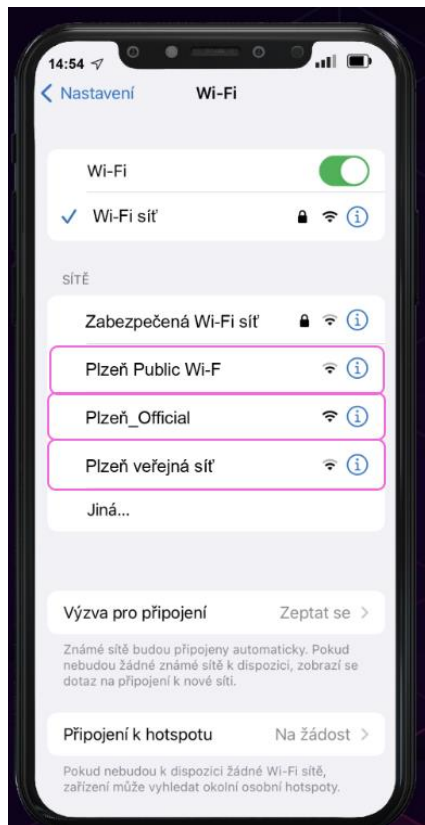 14:54
Nastavení Wi-Fi
Wi-Fi
Wi-Fi síť
SÍTĚ
Zabezpečená Wi-Fi síť
Plzeň Public Wi-F
Plzeň_Official
Plzeň veřejná síť
Jiná...
Výzva pro připojení Zeptat se
Známé sítě budou připojeny automaticky. Pokud
nebudou žádné známé sítě k dispozici, zobrazí se
dotaz na připojení k nové síti.
Připojení k hotspotu Na žádost
Pokud nebudou k dispozici žádné Wi-Fi sítě,
zařízení může vyhledat okolní osobní hotspoty.